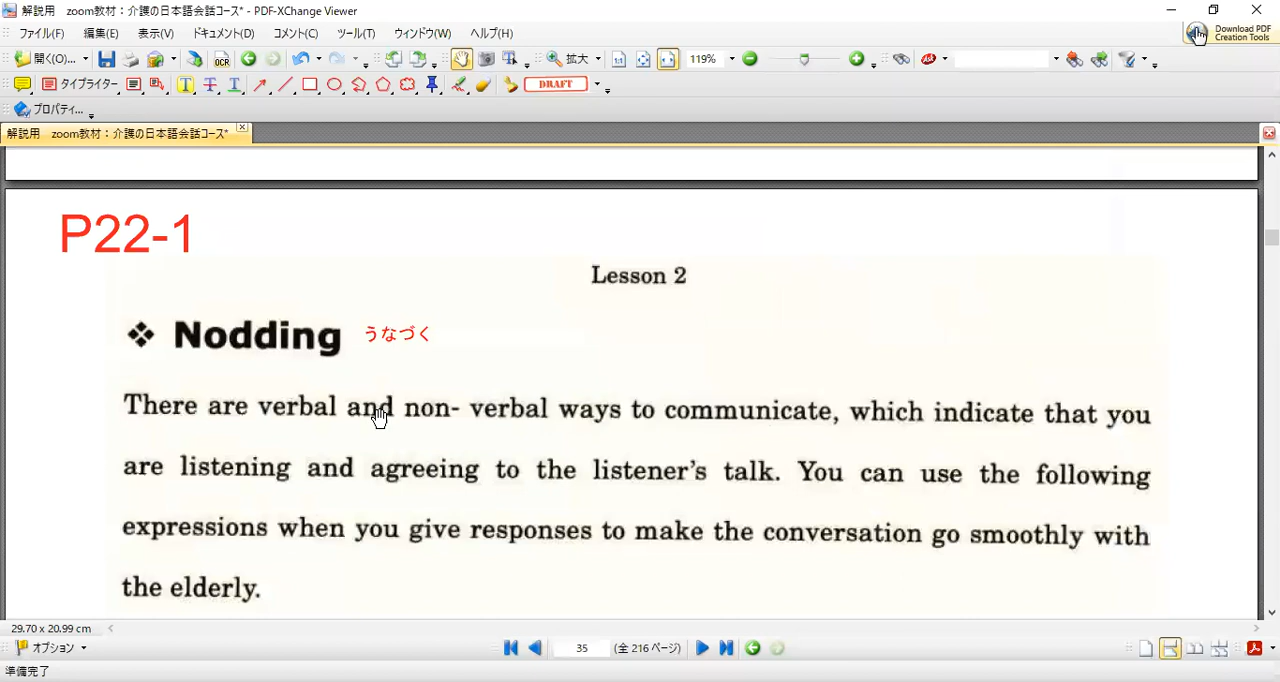 解説用　zoom教材：介護の日本語会話コース* - PDF-XChange Viewer
ファイル(F) 編集(E) 表示(V) ドキュメント(D) コメント(C) ツール(T) ウィンドウ(W) ヘルプ(H)
Download PDF
Creation Tools
開く(O)... OCR 拡大 119%
タイプライター DRAFT
プロパティ...
解説用　zoom教材：介護の日本語会話コース*
P22-1
Lesson 2
❖ Nodding うなづく
There are verbal and non- verbal ways to communicate, which indicate that you
are listening and agreeing to the listener's talk. You can use the following
expressions when you give responses to make the conversation go smoothly with
the elderly.
29.70 x 20.99 cm
オプション 35 (全 216 ページ)
準備完了